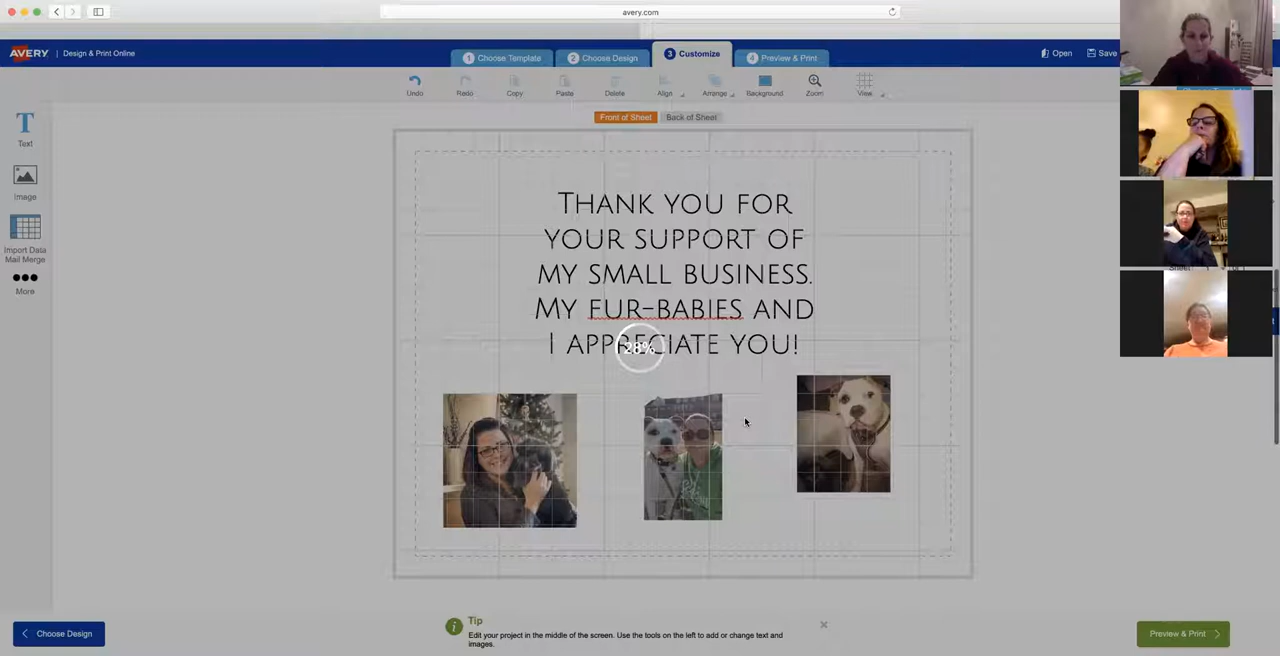 avery.com
AVERY | Design & Print Online
1 Choose Template
2 Choose Design
3 Customize
4 Preview & Print
Open
Save
Undo
Redo
Copy
Paste
Delete
Align
Arrange
Background
Zoom
View
Front of Sheet
Back of Sheet
Text
Image
Import Data
Mail Merge
More
THANK YOU FOR
YOUR SUPPORT OF
MY SMALL BUSINESS.
MY FUR-BABIES AND
I APPRECIATE YOU!
28%
Choose Design
i
Tip
Edit your project in the middle of the screen. Use the tools on the left to add or change text and
images.
Preview & Print